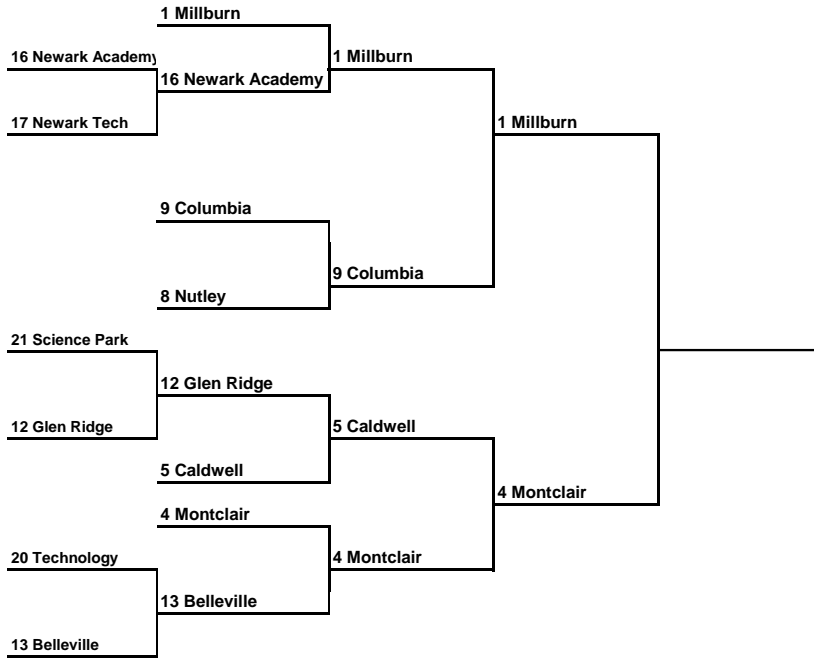 1 Millburn
16 Newark Academy
1 Millburn
16 Newark Academy
17 Newark Tech
1 Millburn
9 Columbia
9 Columbia
8 Nutley
21 Science Park
12 Glen Ridge
12 Glen Ridge
5 Caldwell
5 Caldwell
4 Montclair
4 Montclair
20 Technology
4 Montclair
13 Belleville
13 Belleville